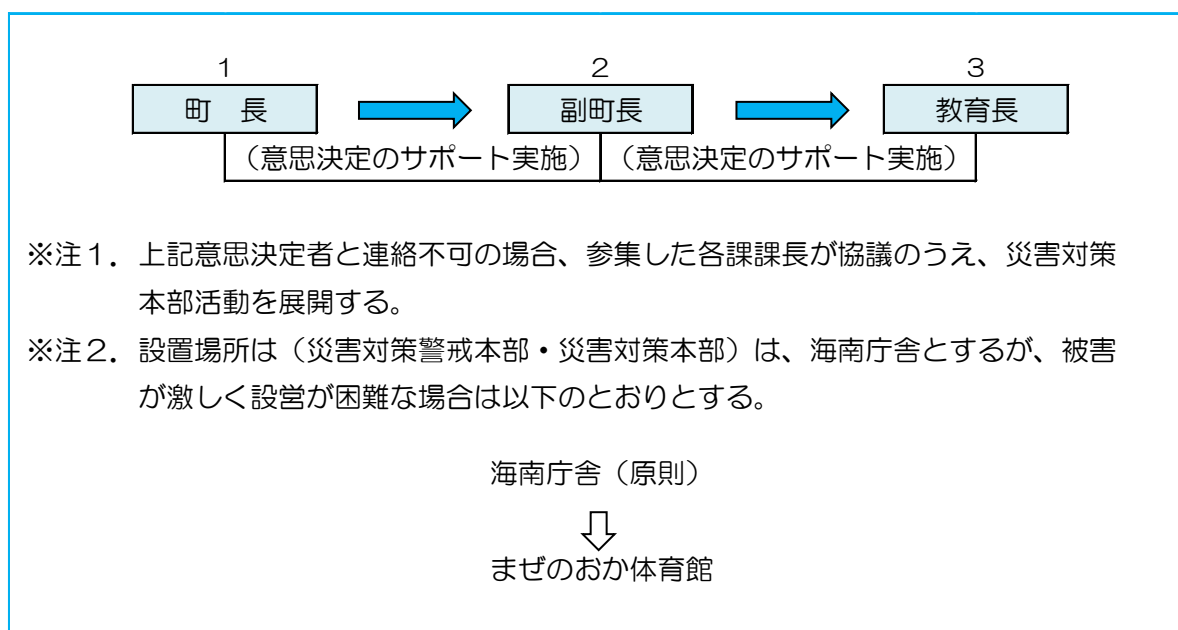 １ ２ ３
町　長 副町長 教育長
（意思決定のサポート実施） （意思決定のサポート実施）
※注１．上記意思決定者と連絡不可の場合、参集した各課課長が協議のうえ、災害対策
本部活動を展開する。
※注２．設置場所は（災害対策警戒本部・災害対策本部）は、海南庁舎とするが、被害
が激しく設営が困難な場合は以下のとおりとする。
海南庁舎（原則）
まぜのおか体育館